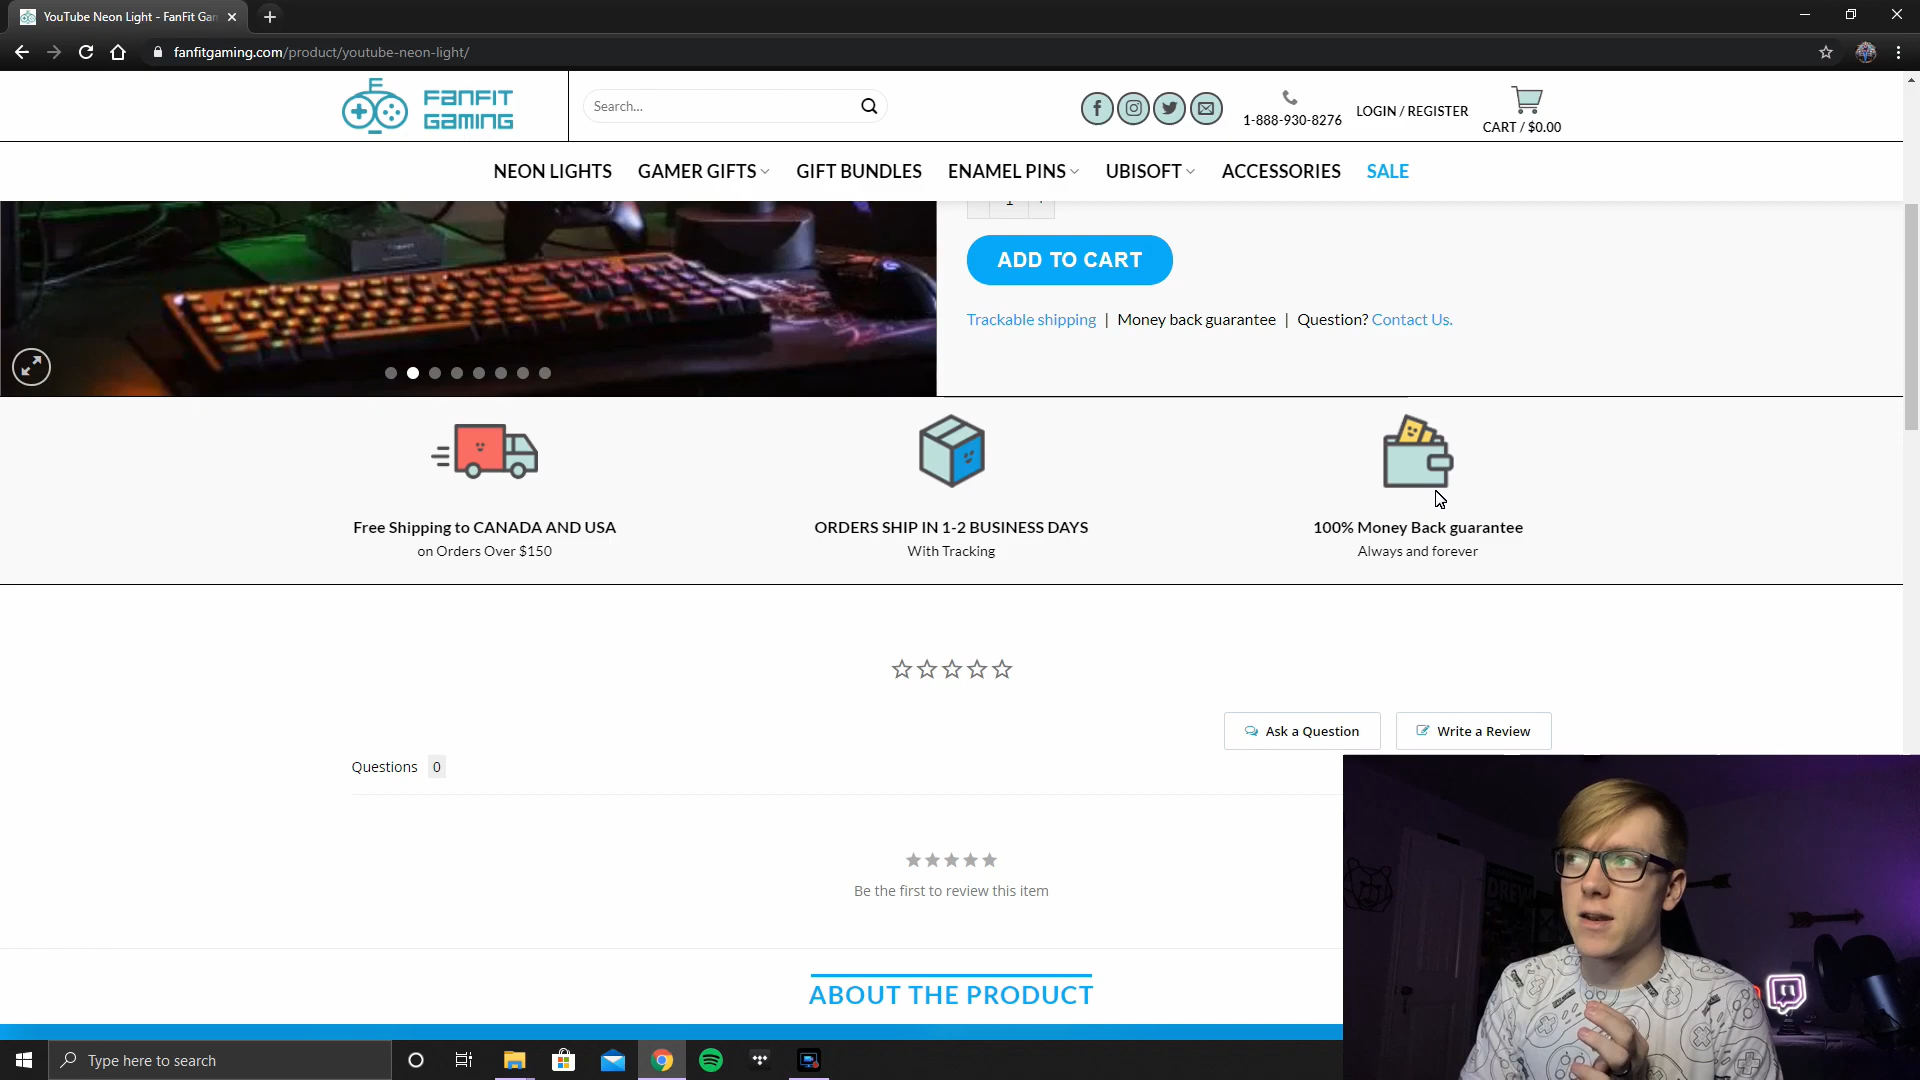 YouTube Neon Light - FanFit Gam
fanfitgaming.com/product/youtube-neon-light/
FANFIT
GAMING
Search...
1-888-930-8276
LOGIN / REGISTER
CART / $0.00
NEON LIGHTS
GAMER GIFTS
GIFT BUNDLES
ENAMEL PINS
UBISOFT
ACCESSORIES
SALE
1
ADD TO CART
Trackable shipping | Money back guarantee | Question? Contact Us.
Free Shipping to CANADA AND USA
on Orders Over $150
ORDERS SHIP IN 1-2 BUSINESS DAYS
With Tracking
100% Money Back guarantee
Always and forever
Ask a Question
Write a Review
Questions 0
Be the first to review this item
ABOUT THE PRODUCT
DREW
Type here to search